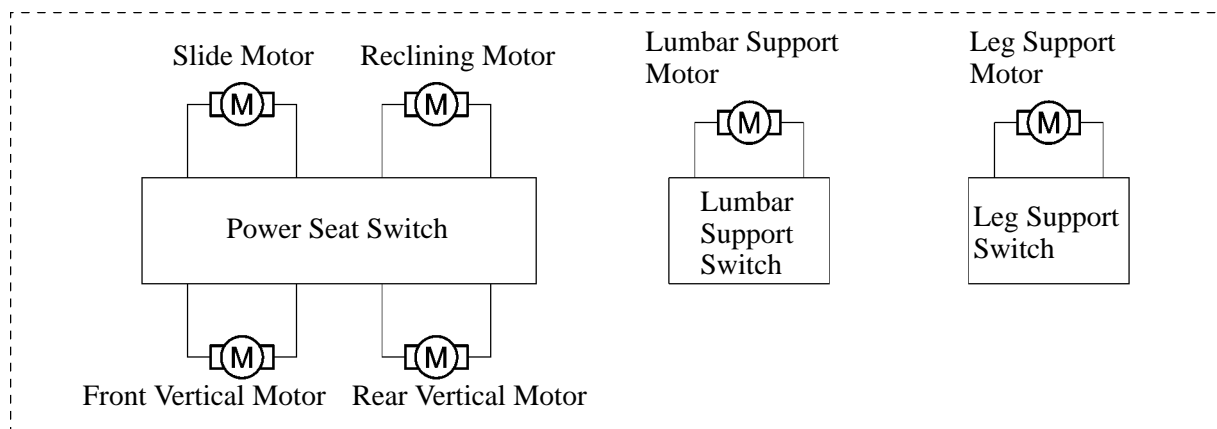 Slide Motor
Reclining Motor
Lumbar Support
Motor
Leg Support
Motor
M
M
M
M
Power Seat Switch
Lumbar
Support
Switch
Leg Support
Switch
M
M
Front Vertical Motor
Rear Vertical Motor